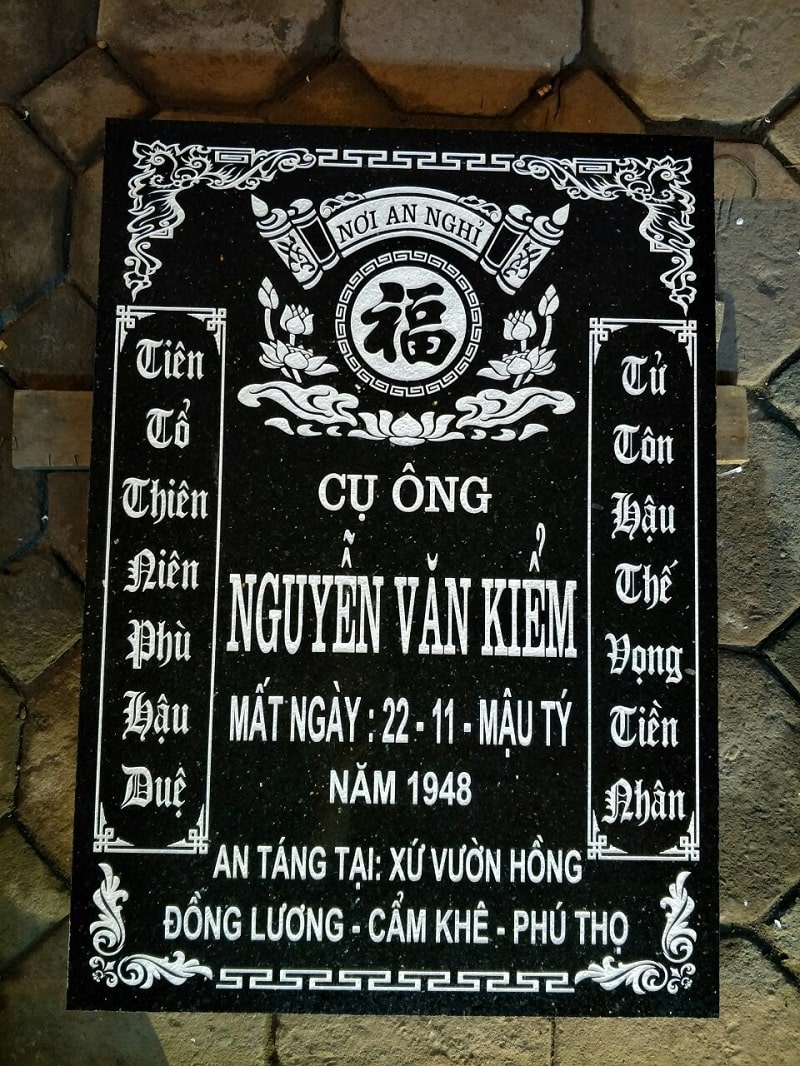 NƠI AN NGHỈ
福
Tiên
Tổ
Thiên
Niên
Phù
Hậu
Duệ
CỤ ÔNG
NGUYỄN VĂN KIỂM
MẤT NGÀY : 22 - 11 - MẬU TÝ
NĂM 1948
AN TÁNG TẠI: XỨ VƯỜN HỒNG
ĐỒNG LƯƠNG - CẨM KHÊ - PHÚ THỌ
Tử
Tôn
Hậu
Thế
Vọng
Tiền
Nhân